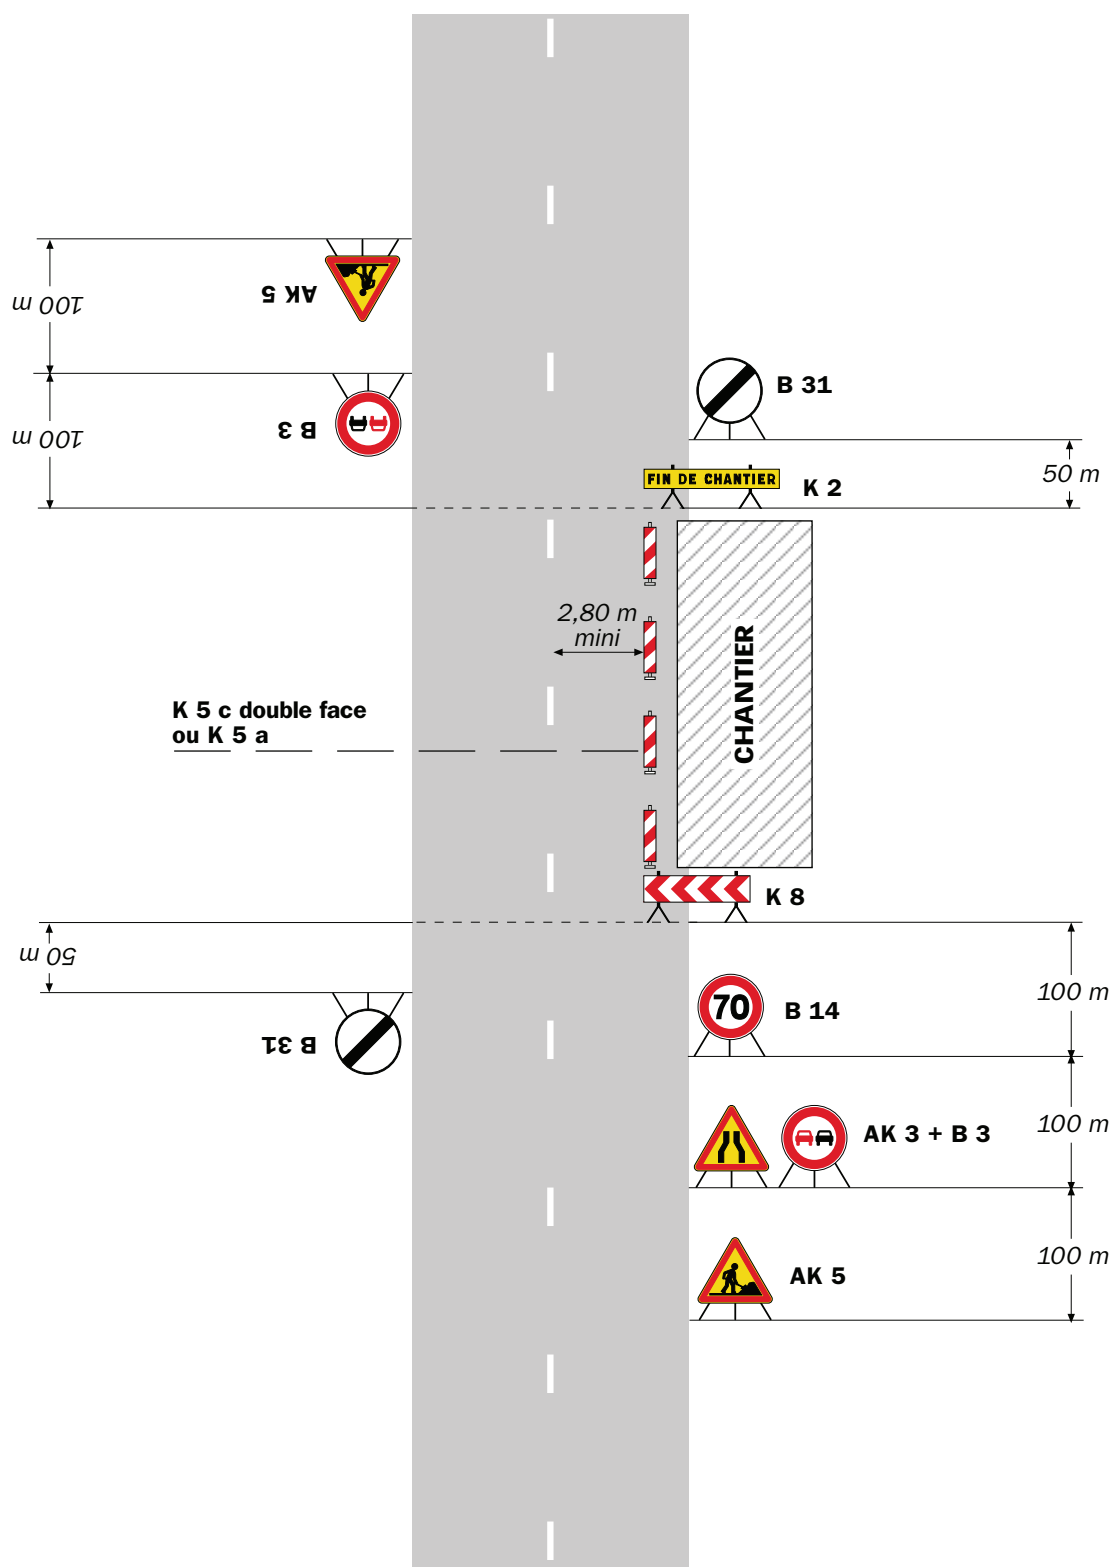 AK 5
100 m
B 3
100 m
B 31
50 m
FIN DE CHANTIER
K 2
2,80 m
mini
CHANTIER
K 5 c double face
ou K 5 a
K 8
50 m
B 31
70
B 14
100 m
AK 3 + B 3
100 m
AK 5
100 m